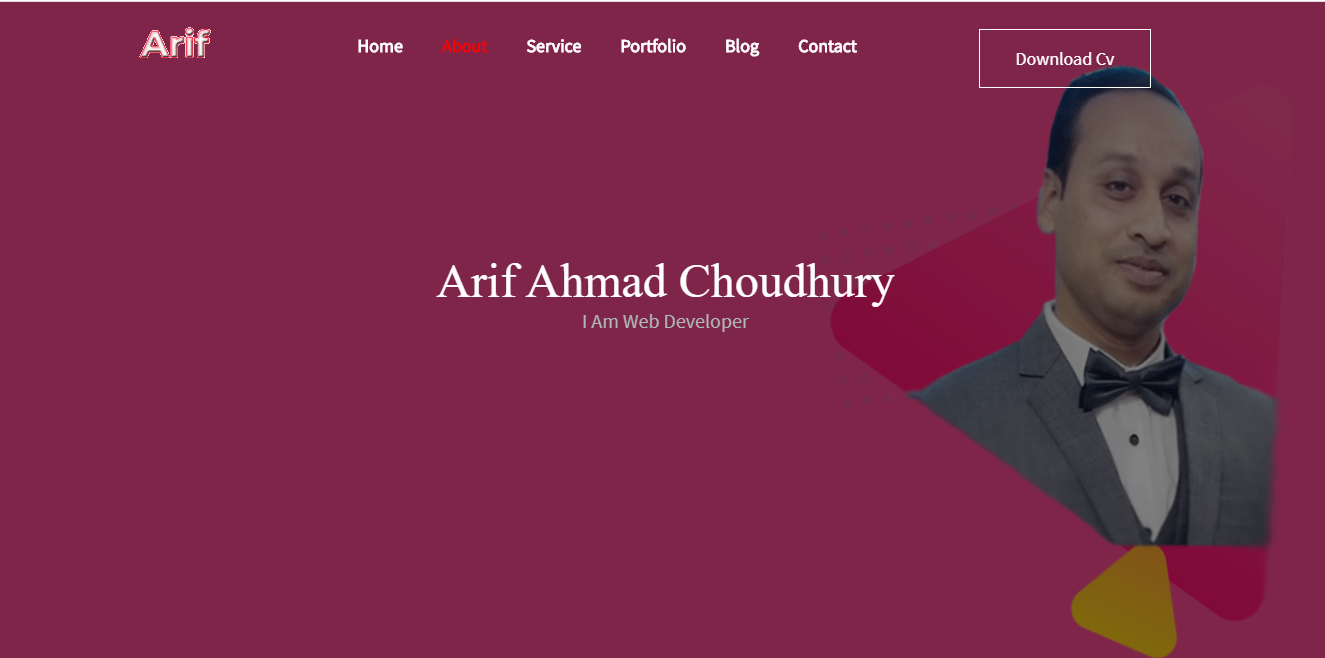 Arif
Home About Service Portfolio Blog Contact
Download Cv
Arif Ahmad Choudhury
I Am Web Developer